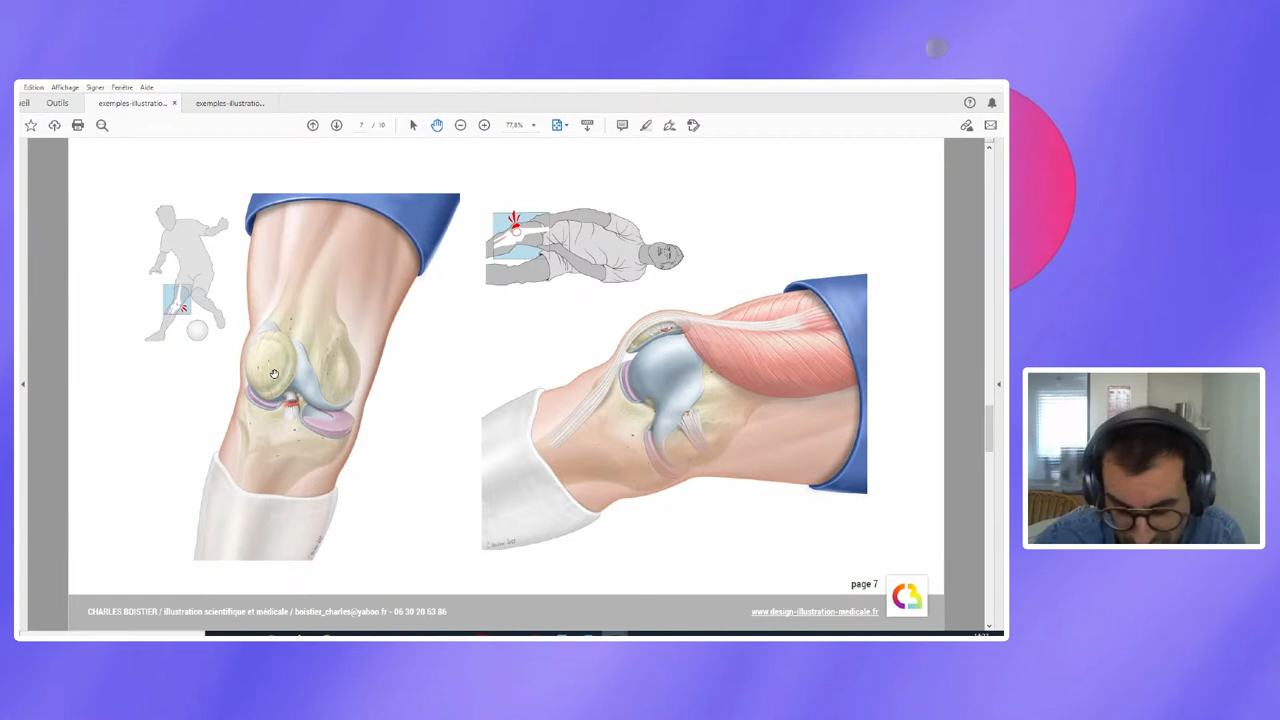 Edition Affichage Signer Fenêtre Aide
eil Outils exemples-illustratio... × exemples-illustratio...
7 / 10 77,8%
page 7
CHARLES BOISTIER / illustration scientifique et médicale / boistier_charles@yahoo.fr - 06 30 20 63 86
www.design-illustration-medicale.fr